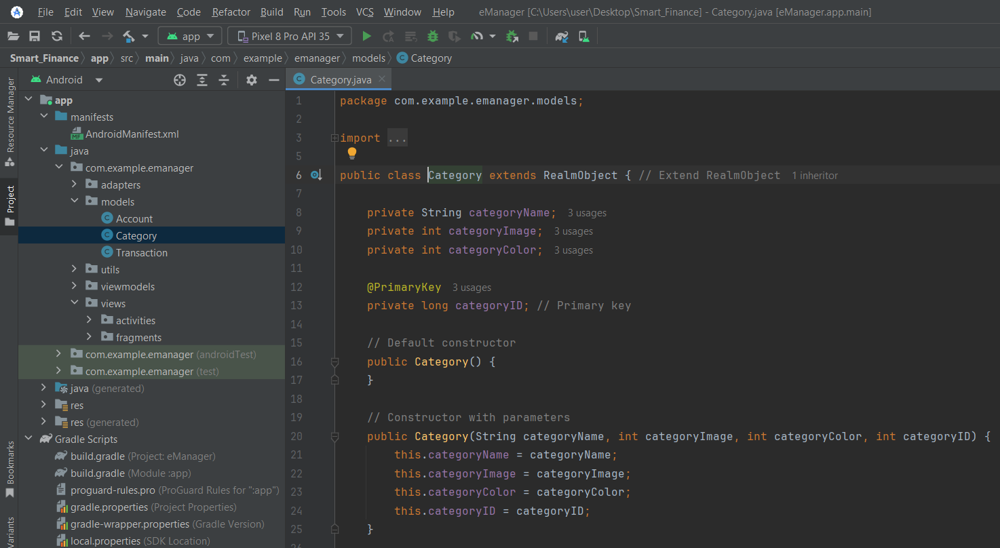 File Edit View Navigate Code Refactor Build Run Tools VCS Window Help eManager [C:\Users\user\Desktop\Smart_Finance] - Category.java [eManager.app.main]
app Pixel 8 Pro API 35
Smart_Finance app src main java com example emanager models Category
Resource Manager
Project
Bookmarks
Variants
Android
app
manifests
AndroidManifest.xml
java
com.example.emanager
adapters
models
Account
Category
Transaction
utils
viewmodels
views
activities
fragments
com.example.emanager (androidTest)
com.example.emanager (test)
java (generated)
res
res (generated)
Gradle Scripts
build.gradle (Project: eManager)
build.gradle (Module :app)
proguard-rules.pro (ProGuard Rules for ":app")
gradle.properties (Project Properties)
gradle-wrapper.properties (Gradle Version)
local.properties (SDK Location)
Category.java
1 package com.example.emanager.models;
2
3 import ...
5
6 public class Category extends RealmObject { // Extend RealmObject 1 inheritor
7
8 private String categoryName; 3 usages
9 private int categoryImage; 3 usages
10 private int categoryColor; 3 usages
11
12 @PrimaryKey 3 usages
13 private long categoryID; // Primary key
14
15 // Default constructor
16 public Category() {
17 }
18
19 // Constructor with parameters
20 public Category(String categoryName, int categoryImage, int categoryColor, int categoryID) {
21 this.categoryName = categoryName;
22 this.categoryImage = categoryImage;
23 this.categoryColor = categoryColor;
24 this.categoryID = categoryID;
25 }